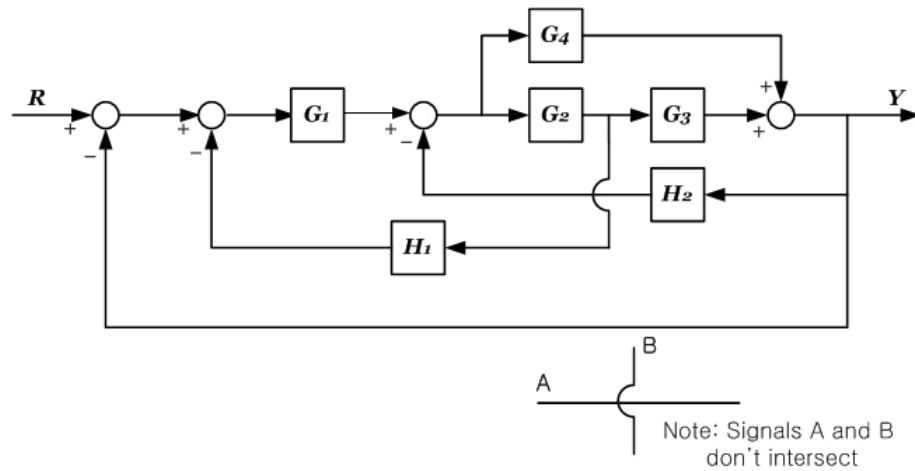 G4
R
Y
G1
G2
G3
+
−
+
−
+
−
+
+
H2
H1
B
A
Note: Signals A and B
don't intersect